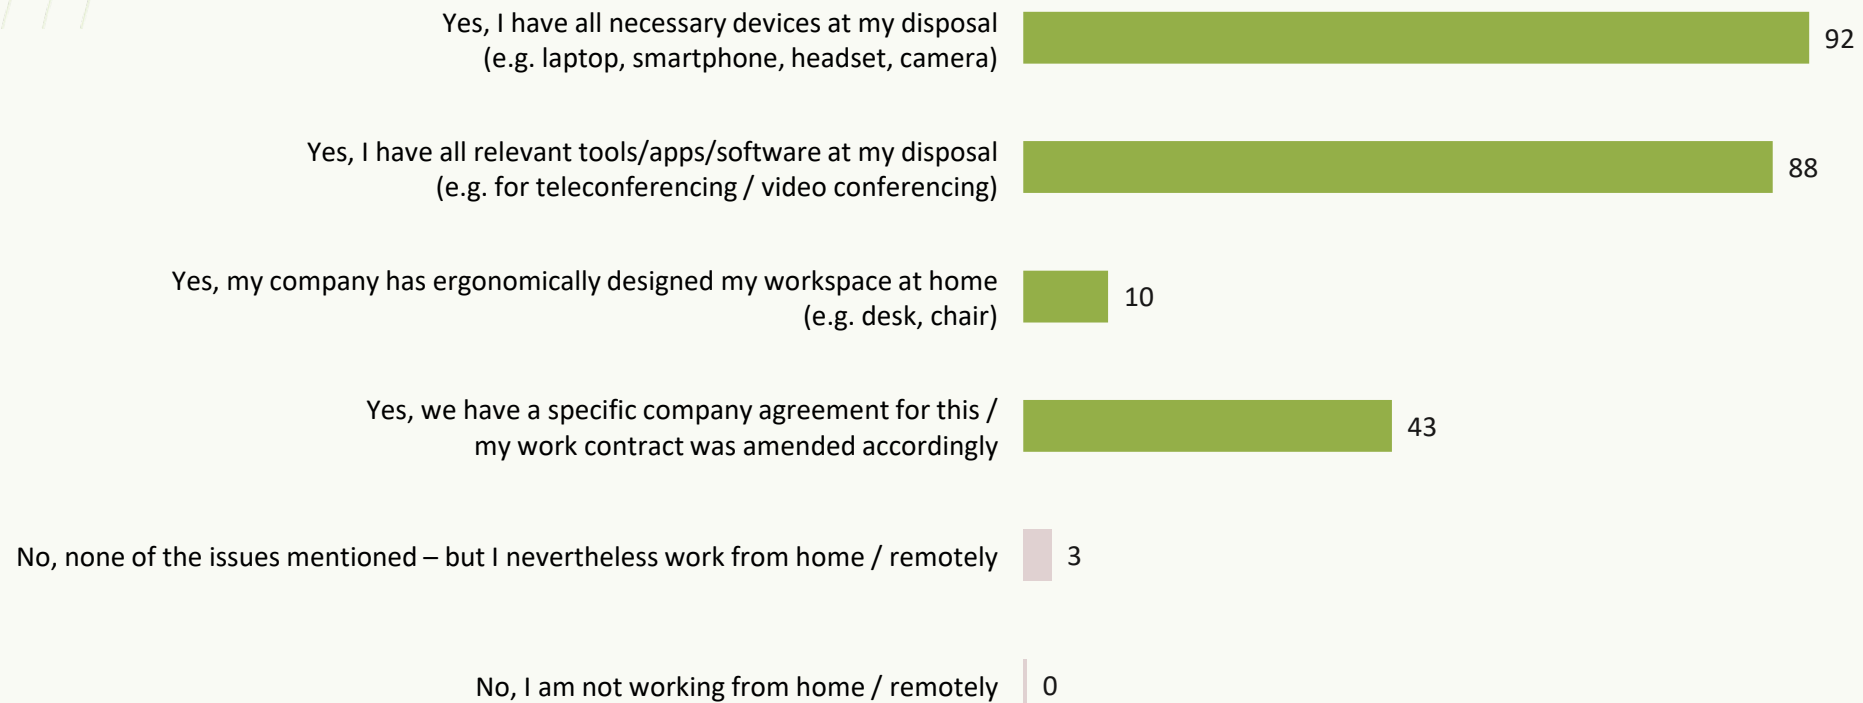 Yes, I have all necessary devices at my disposal
(e.g. laptop, smartphone, headset, camera)
92
Yes, I have all relevant tools/apps/software at my disposal
(e.g. for teleconferencing / video conferencing)
88
Yes, my company has ergonomically designed my workspace at home
(e.g. desk, chair)
10
Yes, we have a specific company agreement for this /
my work contract was amended accordingly
43
No, none of the issues mentioned – but I nevertheless work from home / remotely
3
No, I am not working from home / remotely
0